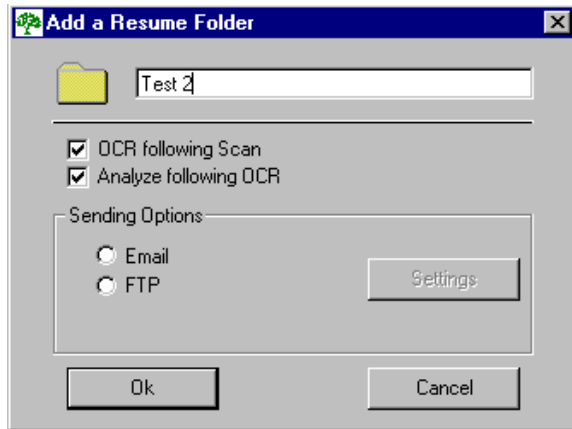 Add a Resume Folder
Test 2
OCR following Scan
Analyze following OCR
Sending Options
Email
FTP
Settings
Ok
Cancel